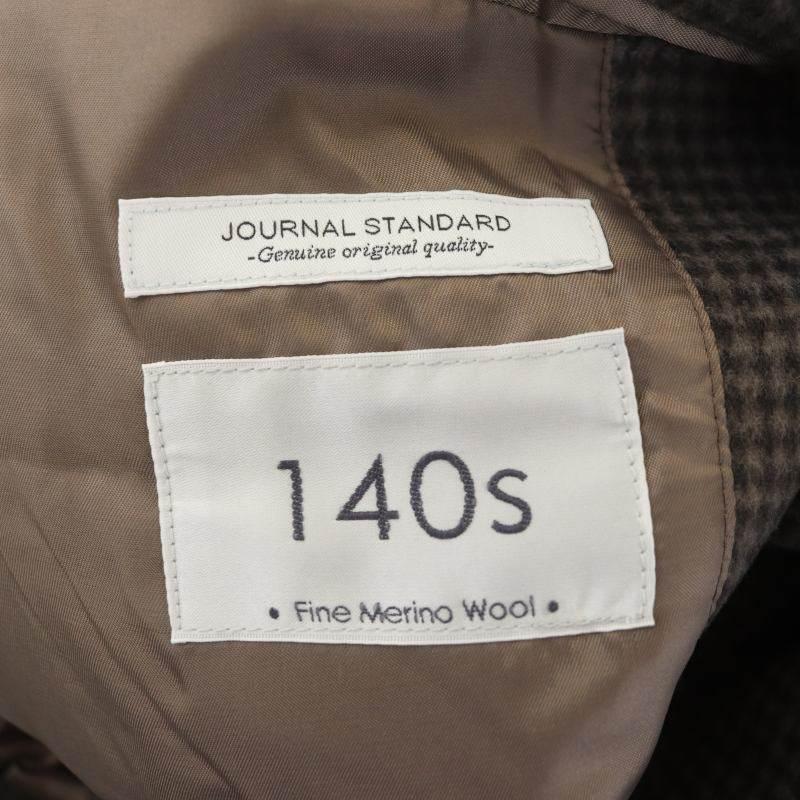 JOURNAL STANDARD
-Genuine original quality-
140s
• Fine Merino Wool •